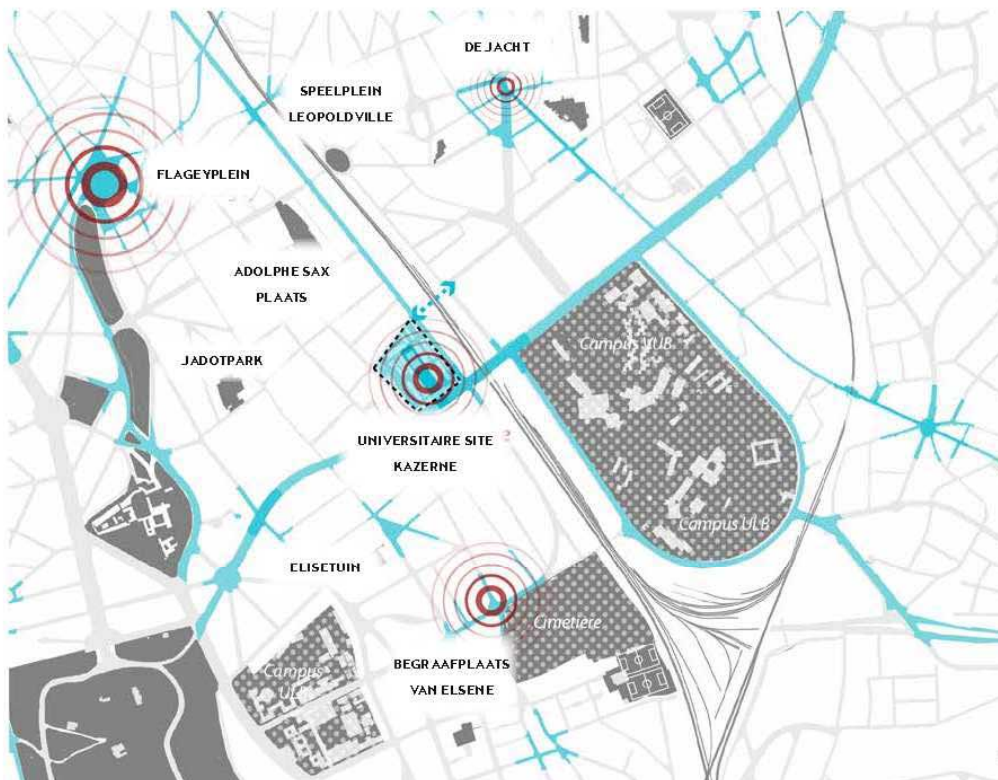 DE JACHT
SPEELPLEIN
LEOPOLDVILLE
FLAGEYPLEIN
ADOLPHE SAX
PLAATS
JADOTPARK
Campus VUB
UNIVERSITAIRE SITE
KAZERNE
Campus ULB
ELISETUIN
Cimetière
BEGRAAFPLAATS
VAN ELSENE
Campus
ULB